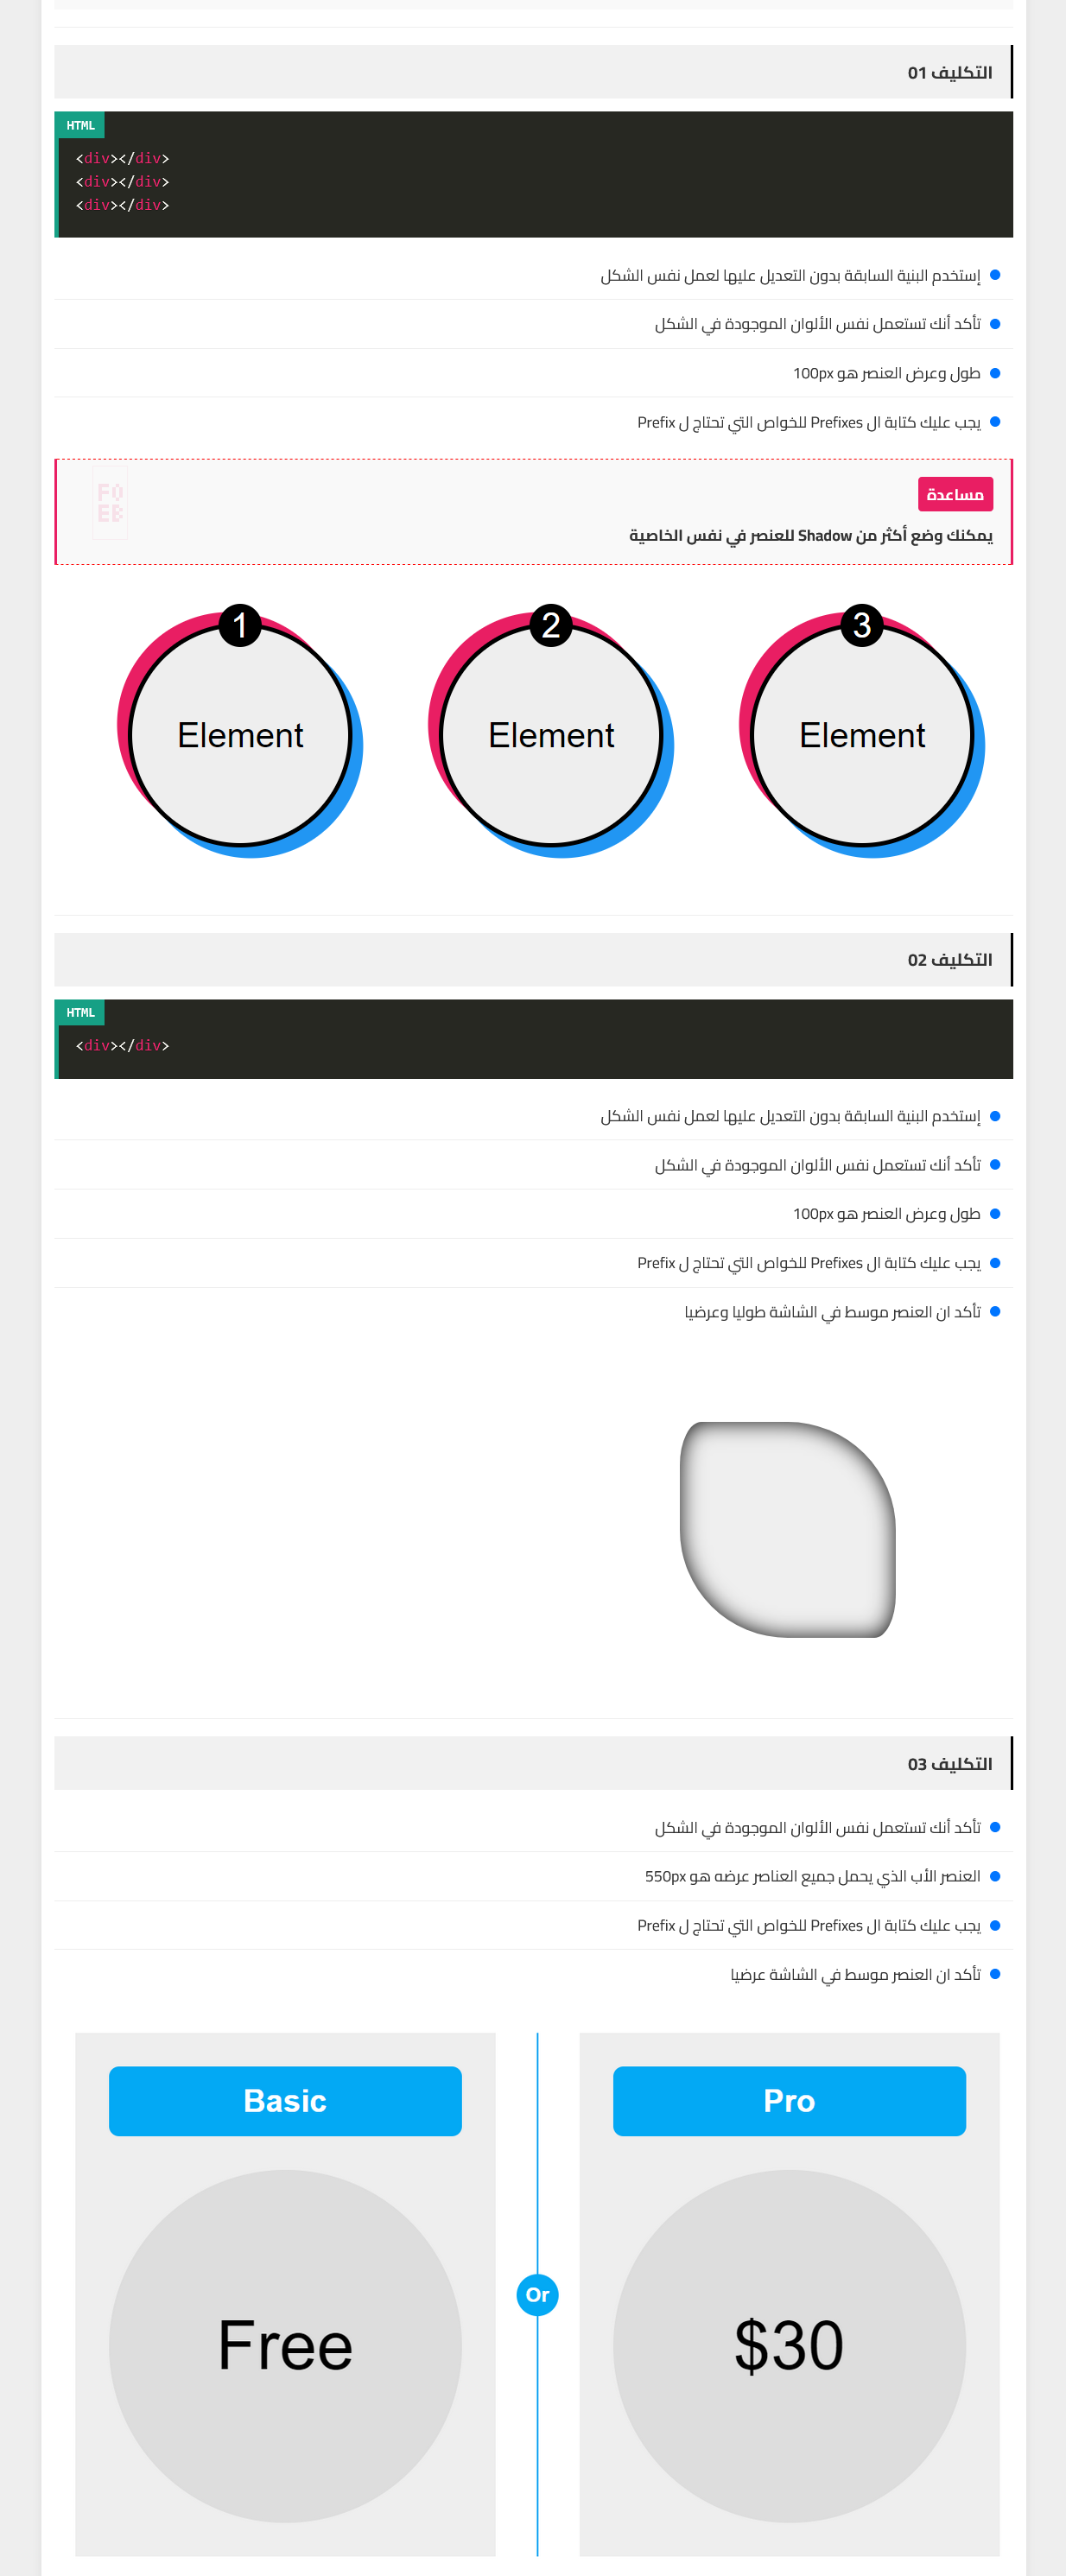 التكليف 01
HTML
<div></div>
<div></div>
<div></div>
إستخدم البنية السابقة بدون التعديل عليها لعمل نفس الشكل
تأكد أنك تستعمل نفس الألوان الموجودة في الشكل
طول وعرض العنصر هو 100px
يجب عليك كتابة ال Prefixes للخواص التي تحتاج ل Prefix
مساعدة
يمكنك وضع أكثر من Shadow للعنصر في نفس الخاصية
F0
EB
1 2 3
Element Element Element
التكليف 02
HTML
<div></div>
إستخدم البنية السابقة بدون التعديل عليها لعمل نفس الشكل
تأكد أنك تستعمل نفس الألوان الموجودة في الشكل
طول وعرض العنصر هو 100px
يجب عليك كتابة ال Prefixes للخواص التي تحتاج ل Prefix
تأكد ان العنصر موسط في الشاشة طوليا وعرضيا
التكليف 03
تأكد أنك تستعمل نفس الألوان الموجودة في الشكل
العنصر الأب الذي يحمل جميع العناصر عرضه هو 550px
يجب عليك كتابة ال Prefixes للخواص التي تحتاج ل Prefix
تأكد ان العنصر موسط في الشاشة عرضيا
Basic Pro
Or
Free $30